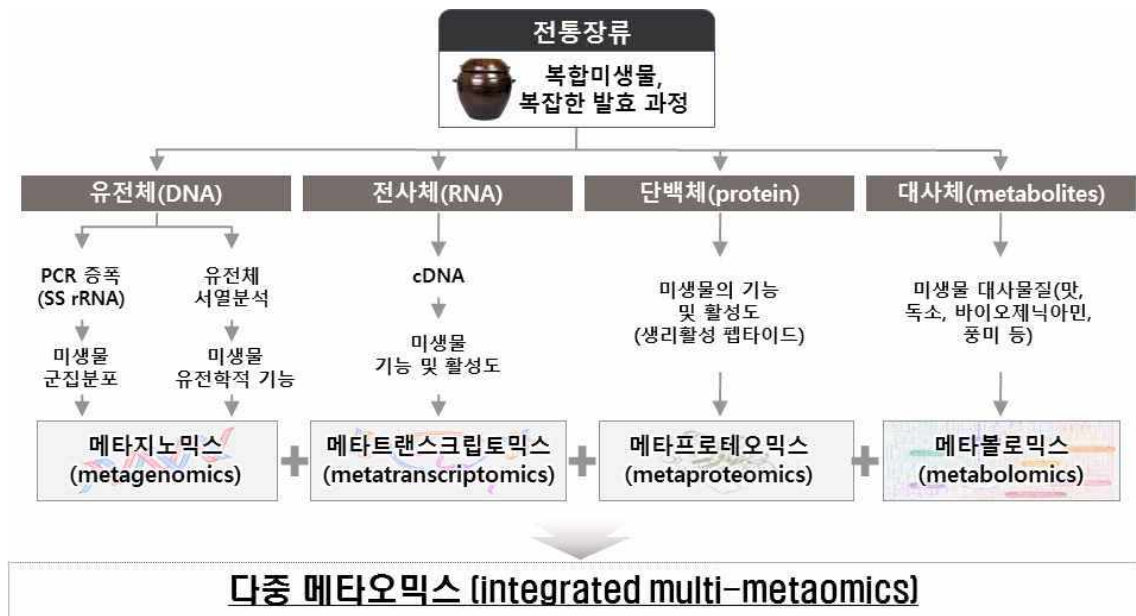 전통장류
복합미생물,
복잡한 발효 과정
유전체(DNA)
전사체(RNA)
단백체(protein)
대사체(metabolites)
PCR 증폭
(SS rRNA)
유전체
서열분석
cDNA
미생물의 기능
및 활성도
(생리활성 펩타이드)
미생물 대사물질(맛,
독소, 바이오제닉아민,
풍미 등)
미생물
군집분포
미생물
유전학적 기능
미생물
기능 및 활성도
메타지노믹스
(metagenomics)
+
메타트랜스크립토믹스
(metatranscriptomics)
+
메타프로테오믹스
(metaproteomics)
+
메타볼로믹스
(metabolomics)
다중 메타오믹스 (integrated multi-metaomics)